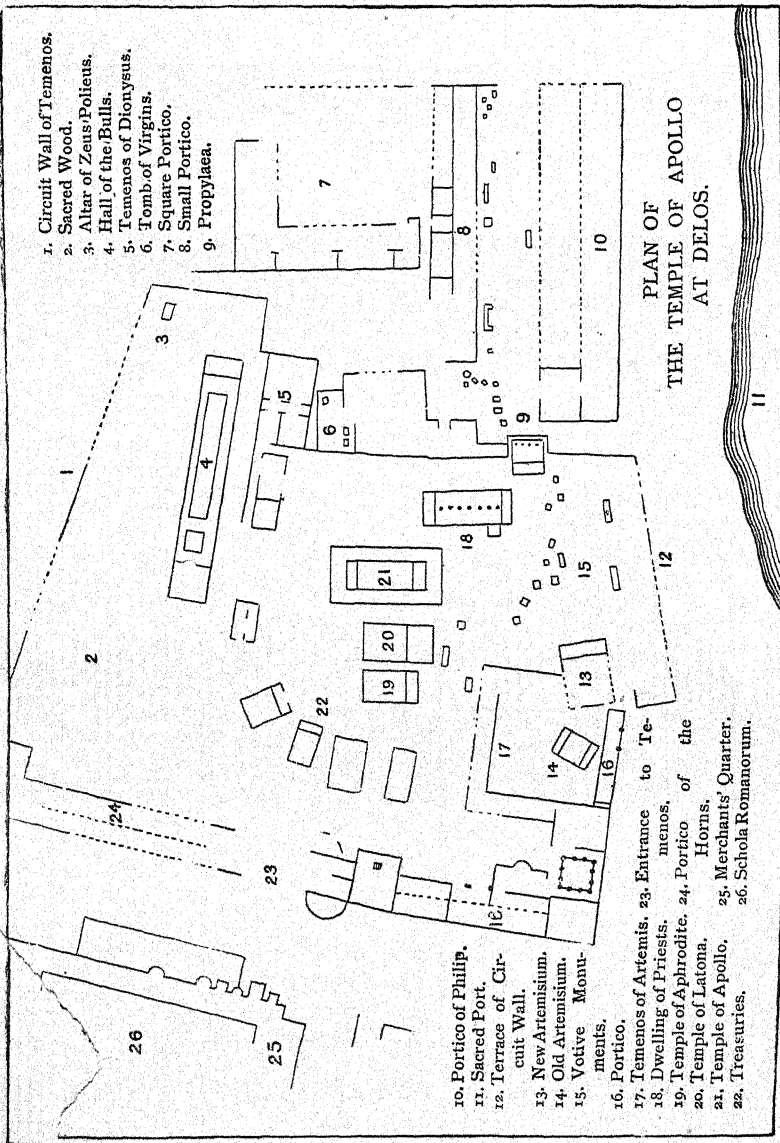 1. Circuit Wall of Temenos.
2. Sacred Wood.
3. Altar of Zeus Polieus.
4. Hall of the Bulls.
5. Temenos of Dionysus.
6. Tomb of Virgins.
7. Square Portico.
8. Small Portico.
9. Propylaea.
10. Portico of Philip.
11. Sacred Port.
12. Terrace of Cir-
cuit Wall.
13. New Artemisium.
14. Old Artemisium.
15. Votive Monu-
ments.
16. Portico.
17. Temenos of Artemis.
18. Dwelling of Priests.
19. Temple of Aphrodite.
20. Temple of Latona.
21. Temple of Apollo.
22. Treasuries.
23. Entrance to Te-
menos.
24. Portico of the
Horns.
25. Merchants' Quarter.
26. Schola Romanorum.
PLAN OF
THE TEMPLE OF APOLLO
AT DELOS.
1
2
3
4
5
6
7
8
9
10
11
12
13
14
15
16
17
18
19
20
21
22
23
24
25
26